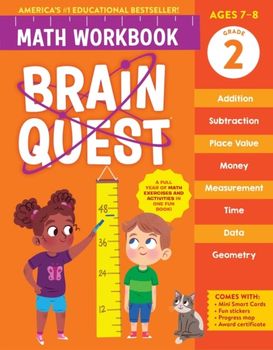 AMERICA'S #1 EDUCATIONAL BESTSELLER!
AGES 7–8
MATH WORKBOOK
GRADE
2
BRAIN
QUEST
A FULL
YEAR OF MATH
EXERCISES AND
ACTIVITIES IN
ONE FUN
BOOK!
48
36
Addition
Subtraction
Place Value
Money
Measurement
Time
Data
Geometry
COMES WITH:
• Mini Smart Cards
• Fun stickers
• Progress map
• Award certificate